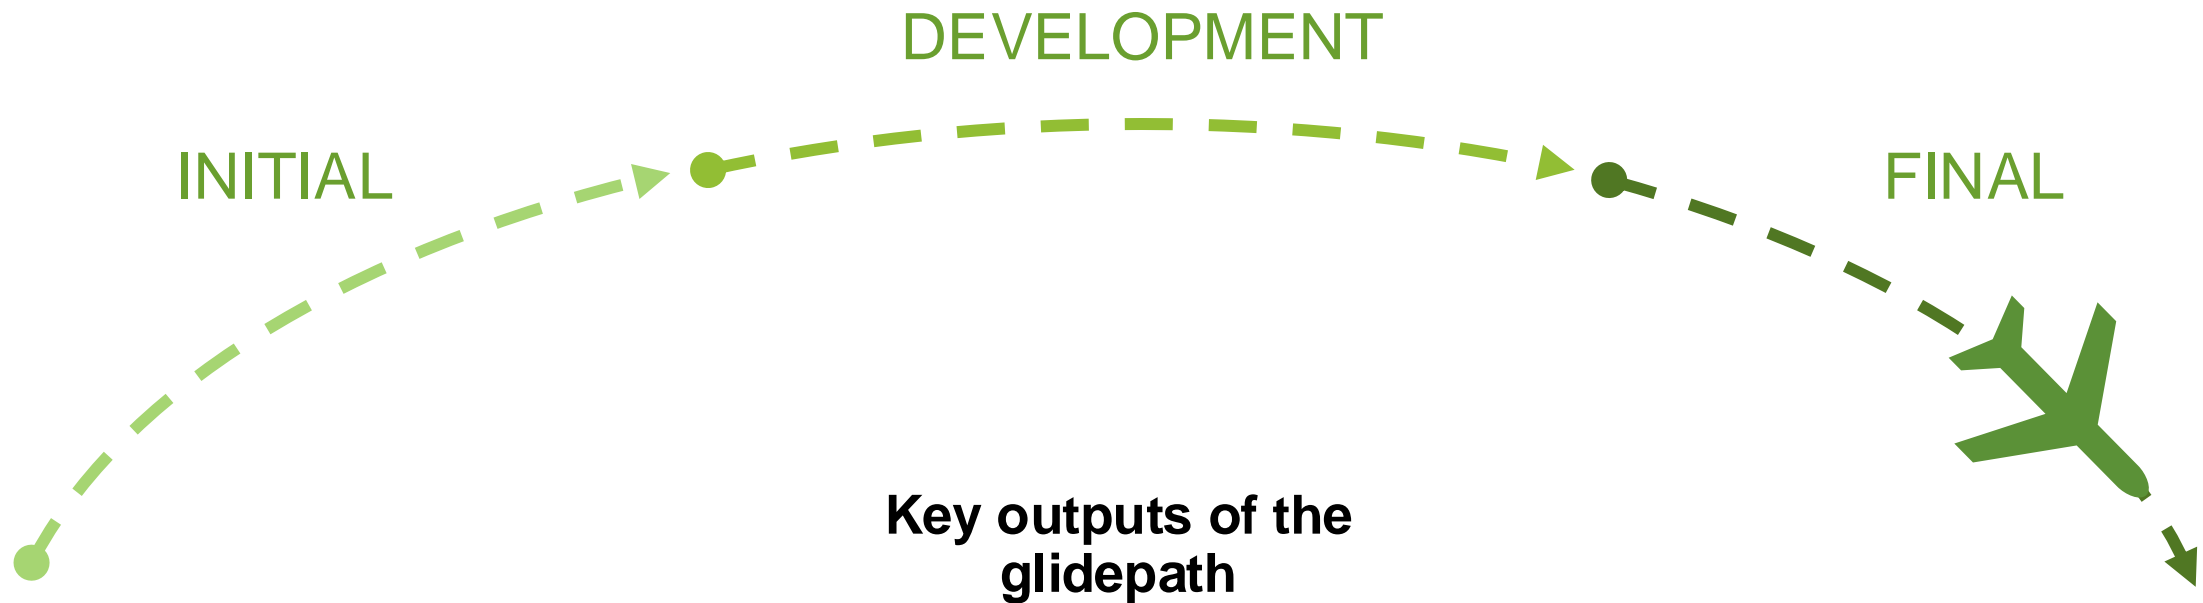 DEVELOPMENT
INITIAL
FINAL
Key outputs of the
glidepath